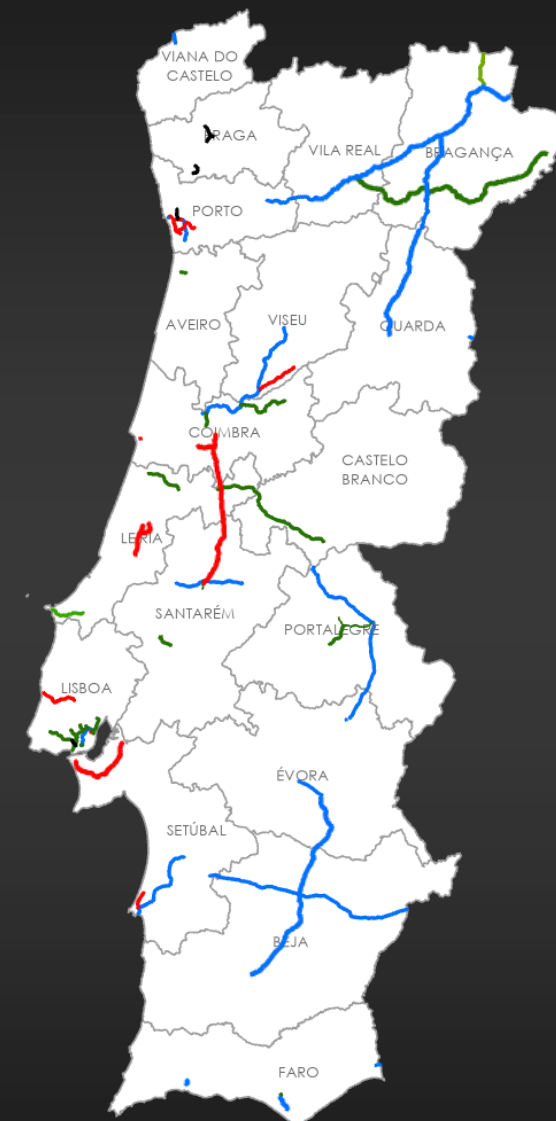 VIANA DO
CASTELO
BRAGA
VILA REAL
BRAGANÇA
PORTO
AVEIRO
VISEU
GUARDA
COIMBRA
CASTELO
BRANCO
LEIRIA
SANTARÉM
PORTALEGRE
LISBOA
ÉVORA
SETÚBAL
BEJA
FARO